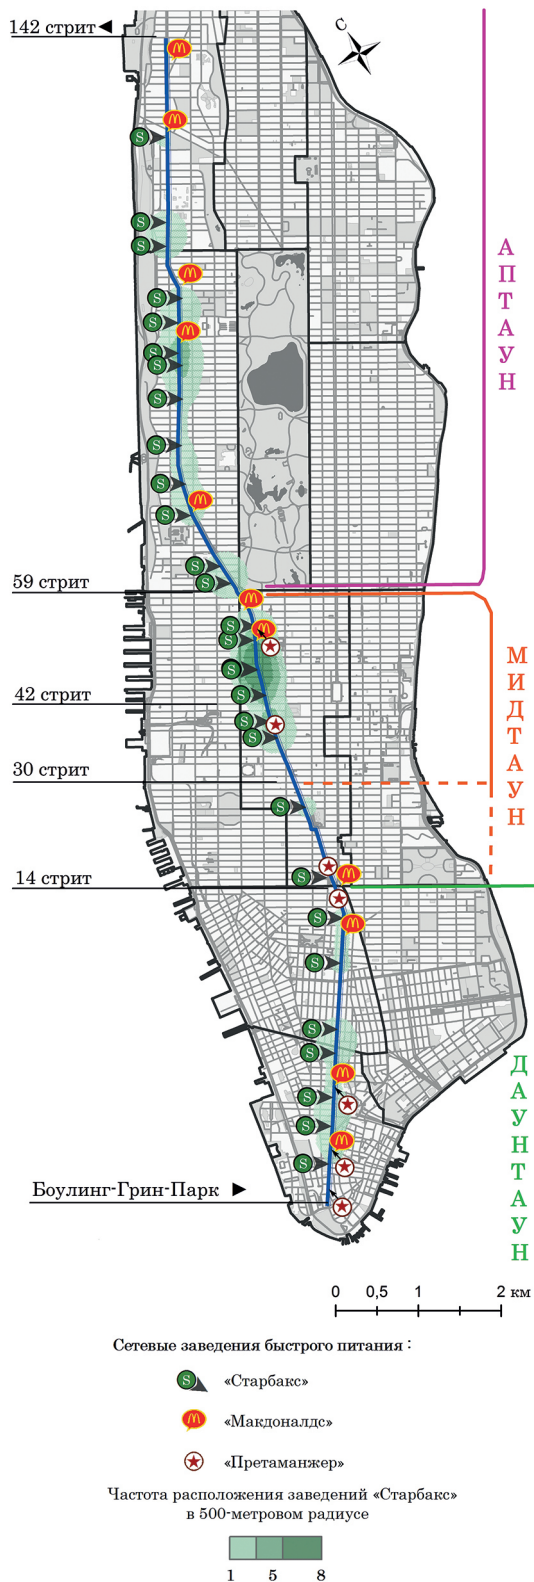 142 стрит
С
АПТАУН
59 стрит
МИДТАУН
42 стрит
30 стрит
14 стрит
ДАУНТАУН
Боулинг-Грин-Парк
0 0,5 1 2 км
Сетевые заведения быстрого питания :
S «Старбакс»
«Макдоналдс»
«Претаманжер»
Частота расположения заведений «Старбакс»
в 500-метровом радиусе
1 5 8